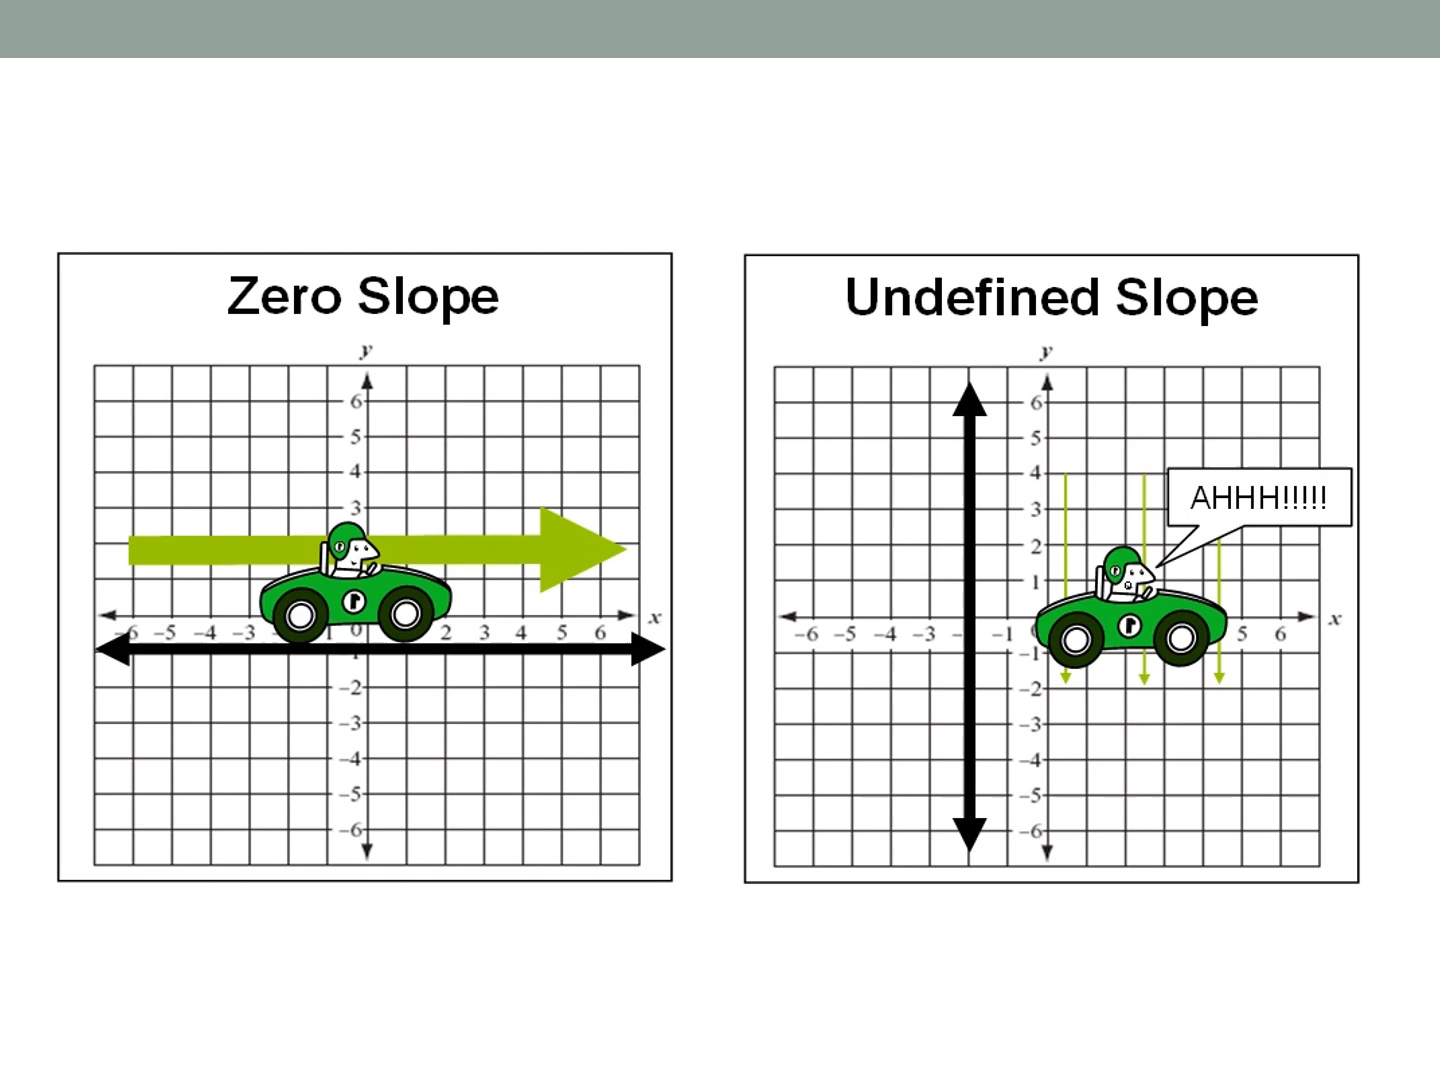 Zero Slope
y
6
5
4
3
x
–6 –5 –4 –3 1 0 2 3 4 5 6
–2
–3
–4
–5
–6
Undefined Slope
y
6
5
4
AHHH!!!!!
3
2
1
x
–6 –5 –4 –3 – –1 5 6
–1
–2
–3
–4
–5
–6